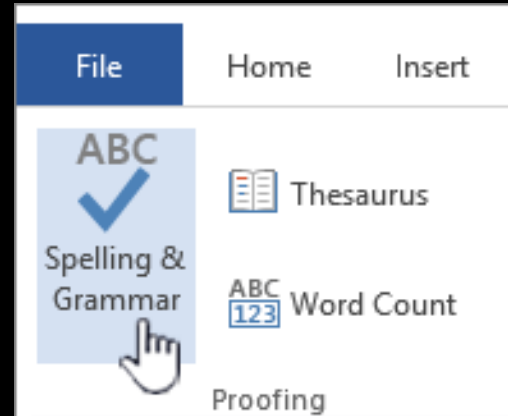 File Home Insert
ABC
Spelling &
Grammar
Thesaurus
ABC
123 Word Count
Proofing